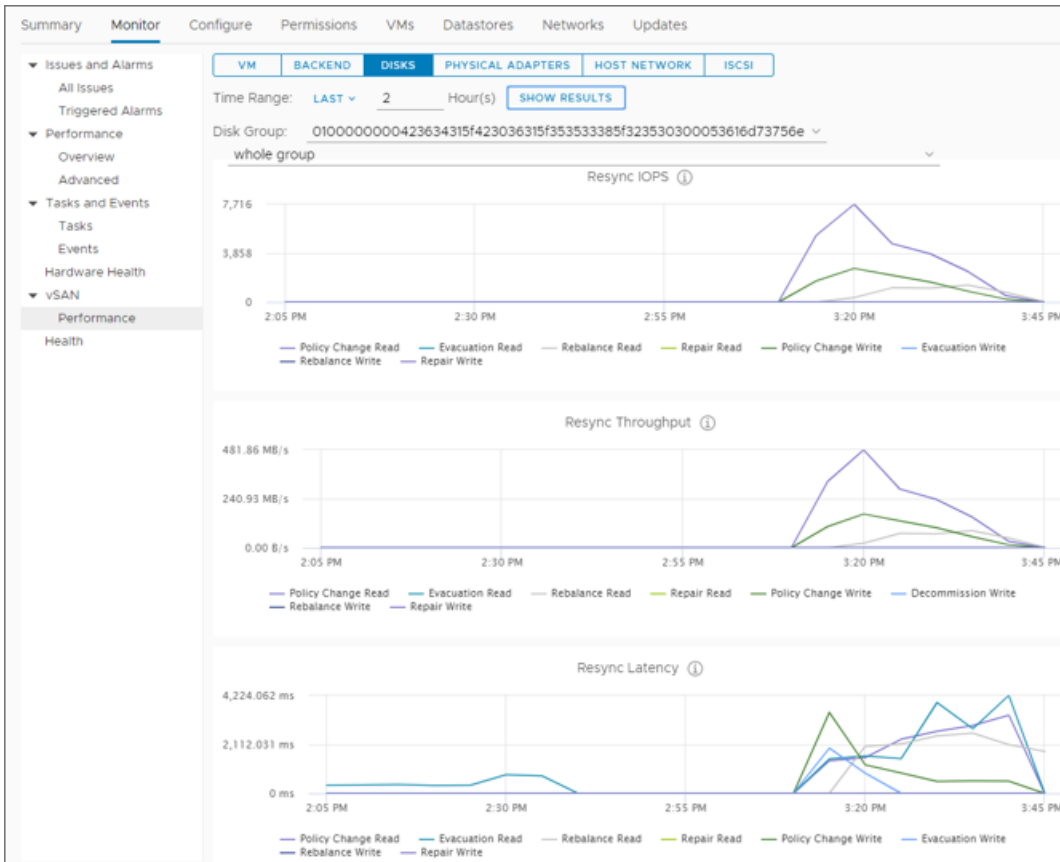 Summary Monitor Configure Permissions VMs Datastores Networks Updates
Issues and Alarms
All Issues
Triggered Alarms
Performance
Overview
Advanced
Tasks and Events
Tasks
Events
Hardware Health
vSAN
Performance
Health
VM BACKEND DISKS PHYSICAL ADAPTERS HOST NETWORK ISCSI
Time Range: LAST 2 Hour(s) SHOW RESULTS
Disk Group: 0100000000423634315f423036315f353533385f323530300053616d73756e
whole group
Resync IOPS
7,716
3,858
0
2:05 PM 2:30 PM 2:55 PM 3:20 PM 3:45 PM
Policy Change Read Evacuation Read Rebalance Read Repair Read Policy Change Write Evacuation Write
Rebalance Write Repair Write
Resync Throughput
481.86 MB/s
240.93 MB/s
0.00 B/s
2:05 PM 2:30 PM 2:55 PM 3:20 PM 3:45 PM
Policy Change Read Evacuation Read Rebalance Read Repair Read Policy Change Write Decommission Write
Rebalance Write Repair Write
Resync Latency
4,224.062 ms
2,112.031 ms
0 ms
2:05 PM 2:30 PM 2:55 PM 3:20 PM 3:45 PM
Policy Change Read Evacuation Read Rebalance Read Repair Read Policy Change Write Evacuation Write
Rebalance Write Repair Write